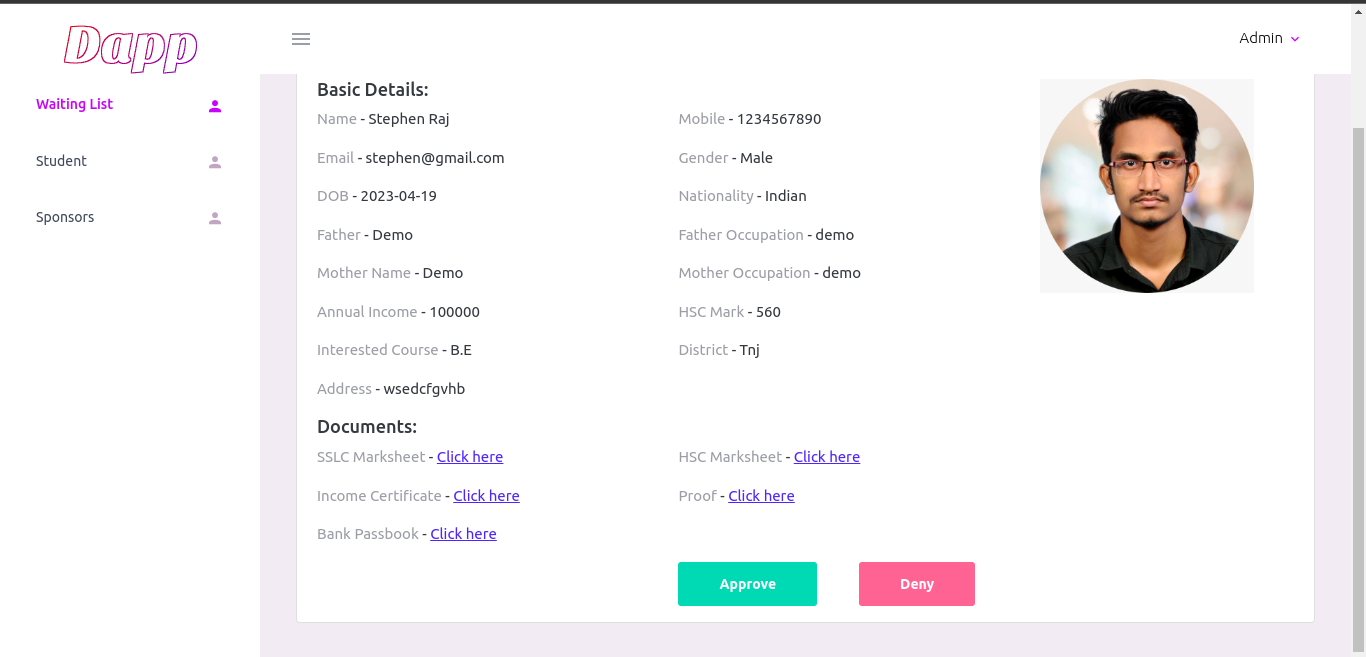 Dapp
Admin
Waiting List
Student
Sponsors
Basic Details:
Name - Stephen Raj
Mobile - 1234567890
Email - stephen@gmail.com
Gender - Male
DOB - 2023-04-19
Nationality - Indian
Father - Demo
Father Occupation - demo
Mother Name - Demo
Mother Occupation - demo
Annual Income - 100000
HSC Mark - 560
Interested Course - B.E
District - Tnj
Address - wsedcfgvhb
Documents:
SSLC Marksheet - Click here
HSC Marksheet - Click here
Income Certificate - Click here
Proof - Click here
Bank Passbook - Click here
Approve
Deny